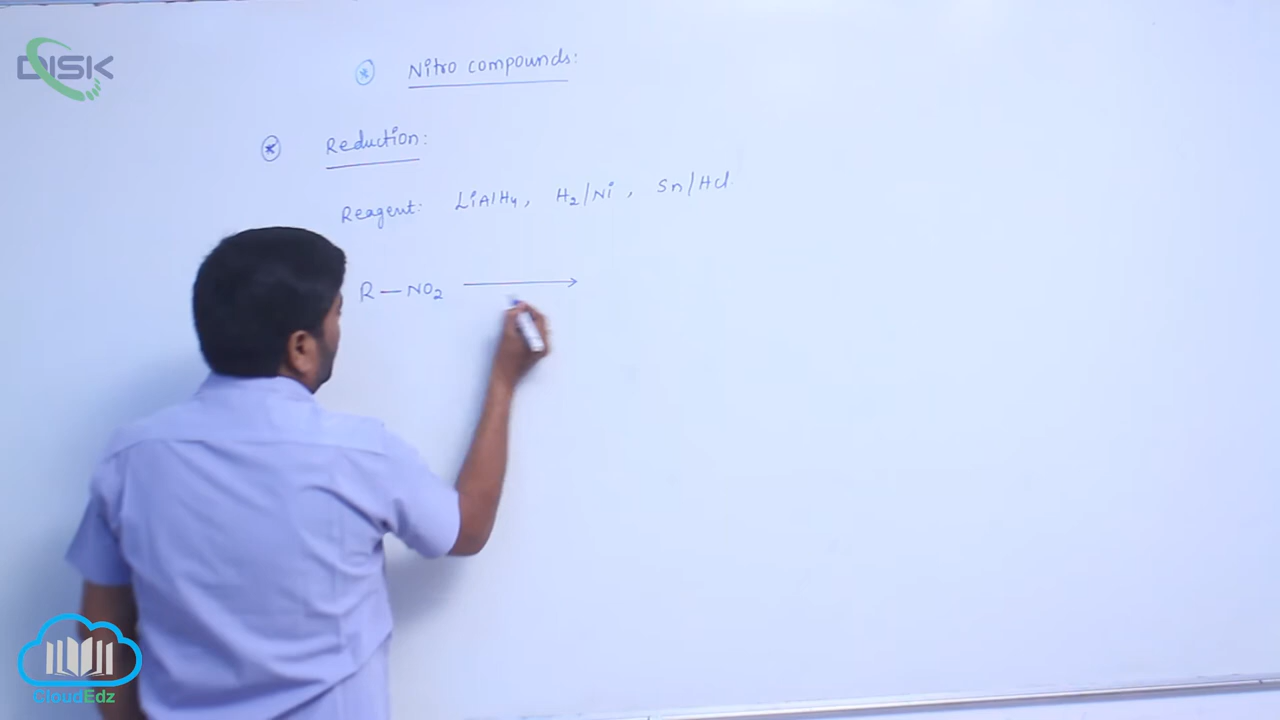 DISK
Nitro compounds:
Reduction:
Reagent: LiAlH4, H2/Ni, Sn/HCl.
R — NO2 ⟶
CloudEdz